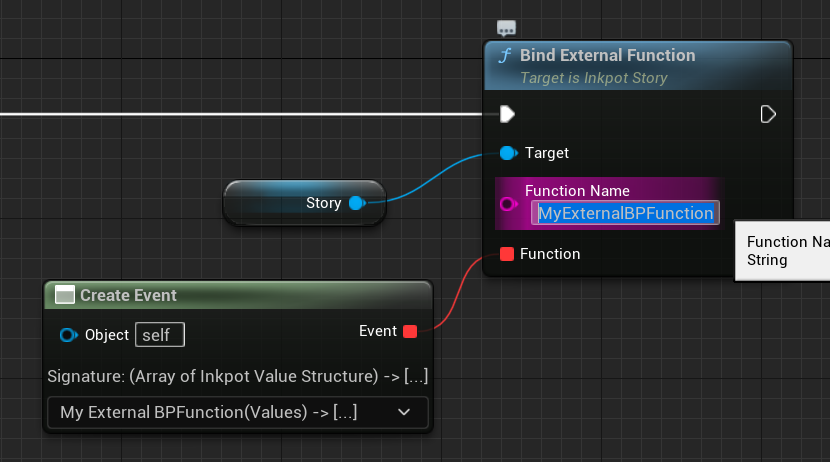 f Bind External Function
Target is Inkpot Story
Target
Function Name
MyExternalBPFunction
Function
Function Na
String
Story
Create Event
Object self
Event
Signature: (Array of Inkpot Value Structure) -> [...]
My External BPFunction(Values) -> [...]